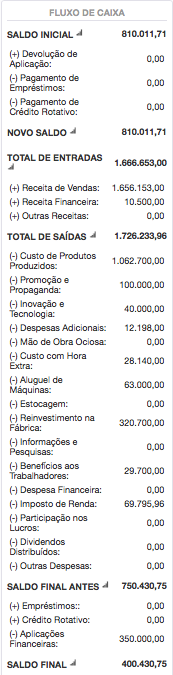 FLUXO DE CAIXA
SALDO INICIAL 810.011,71
(+) Devolução de
Aplicação: 0,00
(-) Pagamento de
Empréstimos: 0,00
(-) Pagamento de
Crédito Rotativo: 0,00
NOVO SALDO 810.011,71
TOTAL DE ENTRADAS 1.666.653,00
(+) Receita de Vendas: 1.656.153,00
(+) Receita Financeira: 10.500,00
(+) Outras Receitas: 0,00
TOTAL DE SAÍDAS 1.726.233,96
(-) Custo de Produtos
Produzidos: 1.062.700,00
(-) Promoção e
Propaganda: 100.000,00
(-) Inovação e
Tecnologia: 40.000,00
(-) Despesas Adicionais: 12.198,00
(-) Mão de Obra Ociosa: 0,00
(-) Custo com Hora
Extra: 28.140,00
(-) Aluguel de
Máquinas: 63.000,00
(-) Estocagem: 0,00
(-) Reinvestimento na
Fábrica: 320.700,00
(-) Informações e
Pesquisas: 0,00
(-) Benefícios aos
Trabalhadores: 29.700,00
(-) Despesa Financeira: 0,00
(-) Imposto de Renda: 69.795,96
(-) Participação nos
Lucros: 0,00
(-) Dividendos
Distribuídos: 0,00
(-) Outras Despesas: 0,00
SALDO FINAL ANTES 750.430,75
(+) Empréstimos:: 0,00
(+) Crédito Rotativo: 0,00
(-) Aplicações
Financeiras: 350.000,00
SALDO FINAL 400.430,75